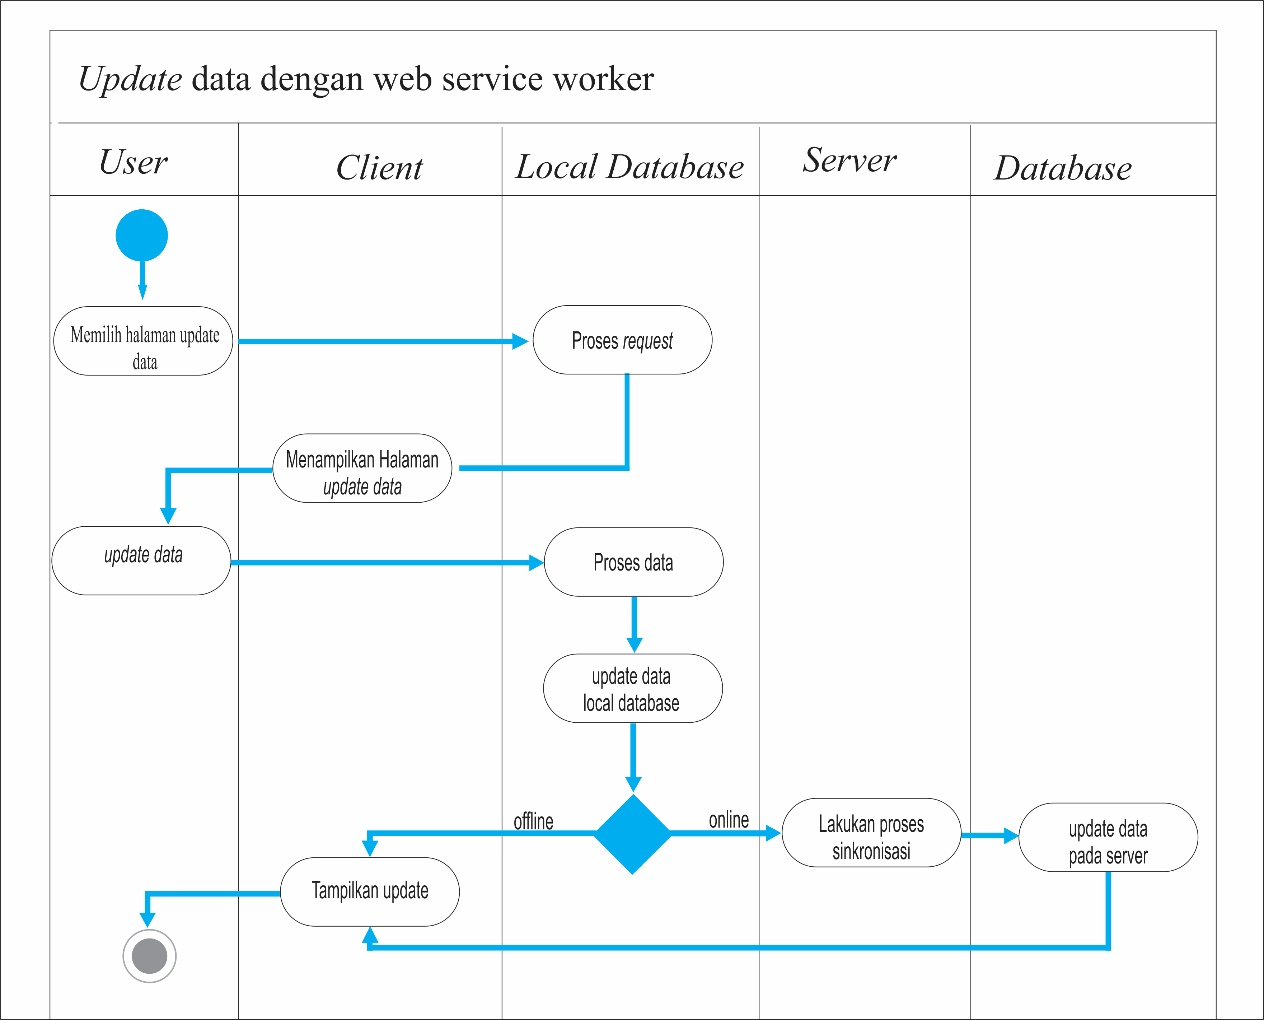 Update data dengan web service worker
User
Client
Local Database
Server
Database
Memilih halaman update
data
Proses request
Menampilkan Halaman
update data
update data
Proses data
update data
local database
offline
online
Lakukan proses
sinkronisasi
update data
pada server
Tampilkan update